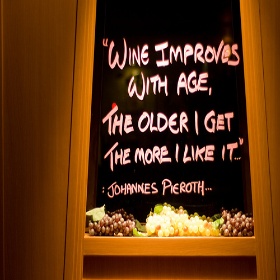 "WINE IMPROVES
WITH AGE,
THE OLDER I GET
THE MORE I LIKE IT..."
: JOHANNES PIEROTH...